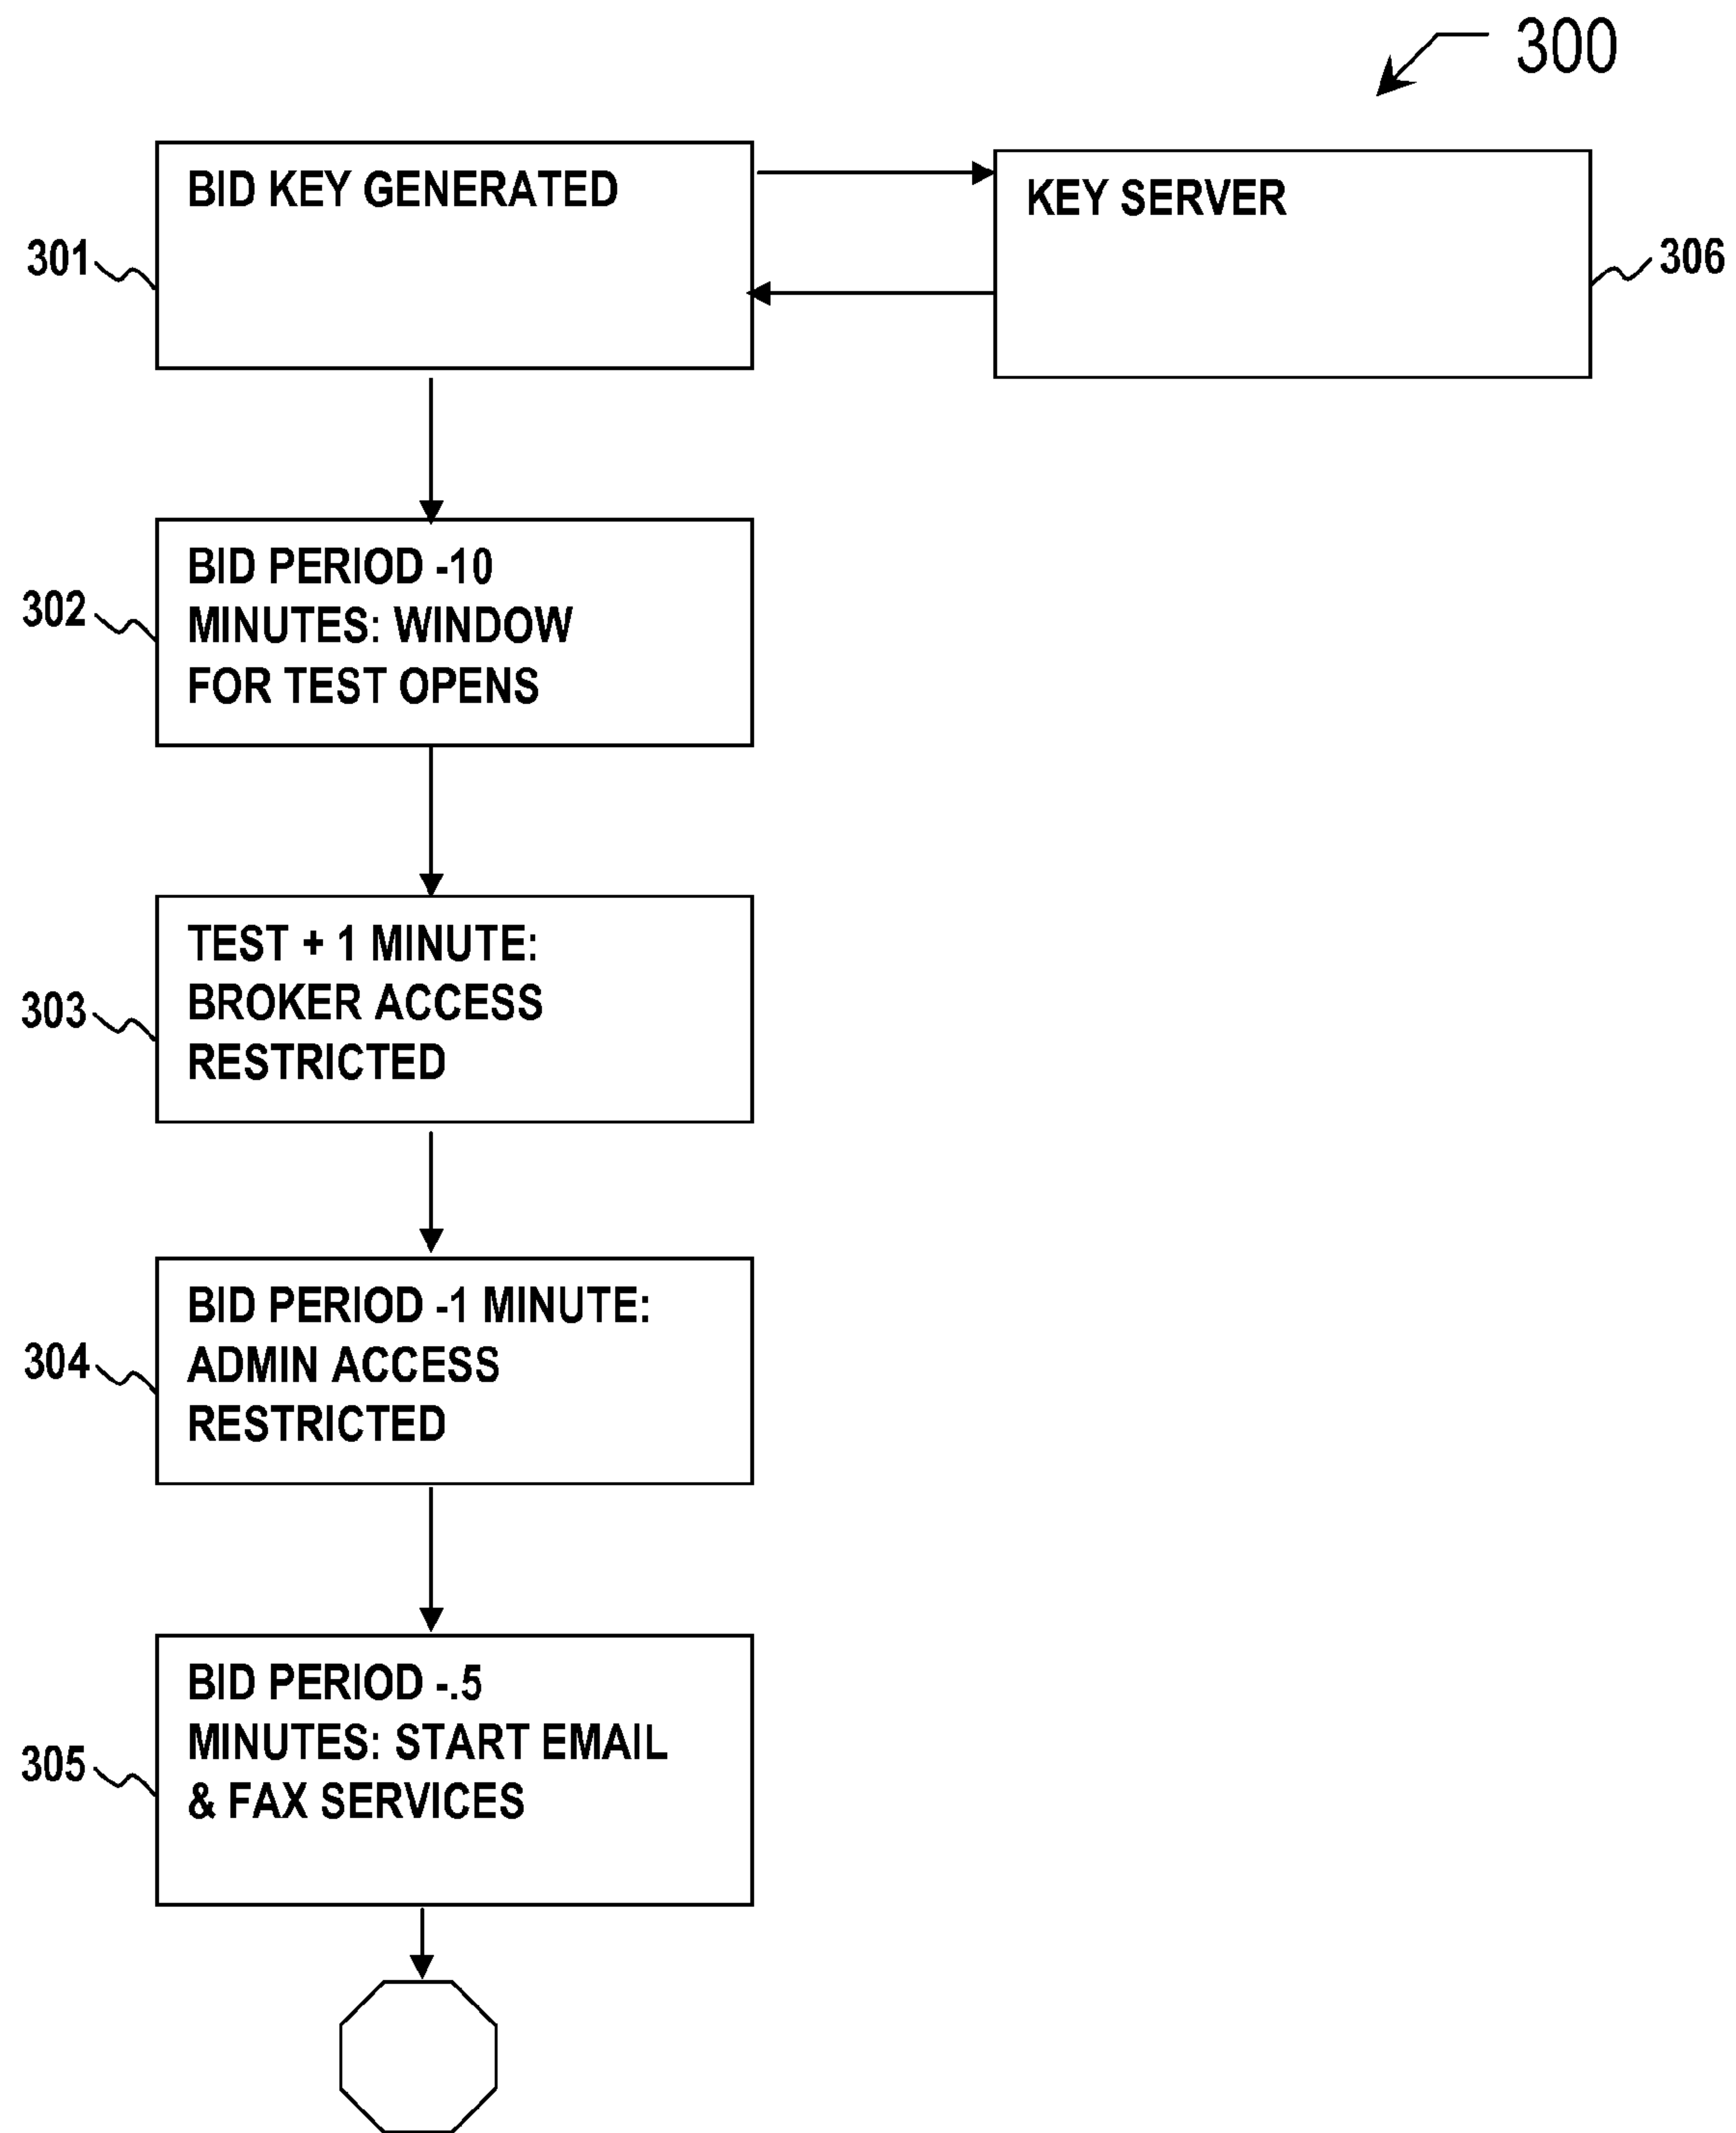 300
BID KEY GENERATED
KEY SERVER
301
306
BID PERIOD -10
MINUTES: WINDOW
FOR TEST OPENS
302
TEST + 1 MINUTE:
BROKER ACCESS
RESTRICTED
303
BID PERIOD -1 MINUTE:
ADMIN ACCESS
RESTRICTED
304
BID PERIOD -.5
MINUTES: START EMAIL
& FAX SERVICES
305